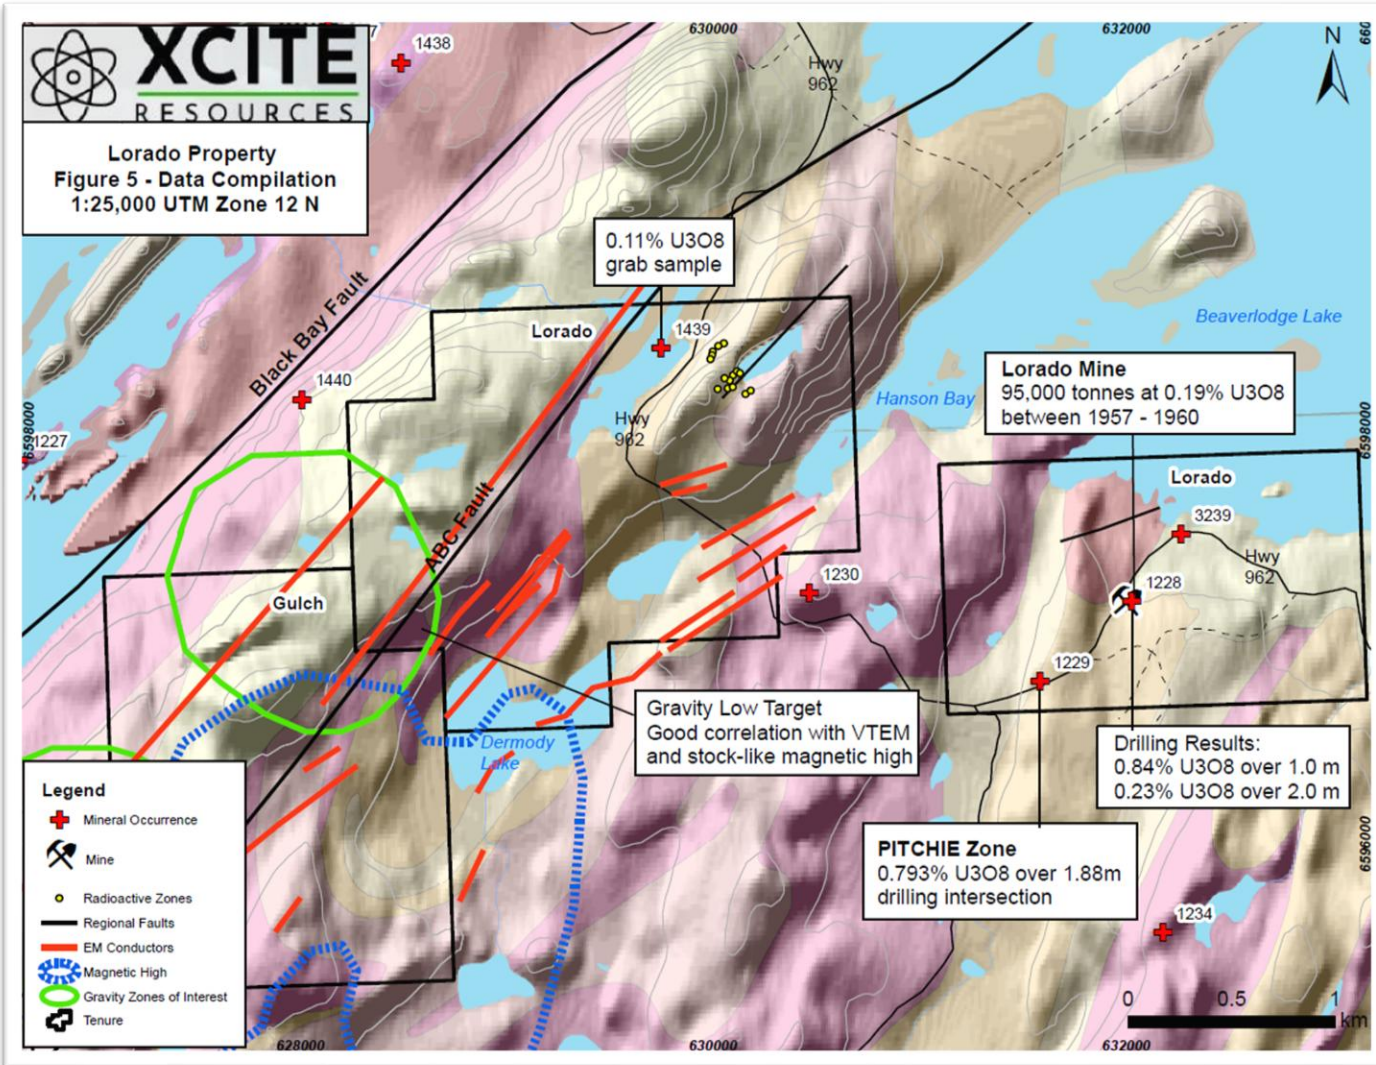 XCITE
RESOURCES
Lorado Property
Figure 5 - Data Compilation
1:25,000 UTM Zone 12 N
7
1438
630000
Hwy
962
632000
660
N
0.11% U3O8
grab sample
Black Bay Fault
Lorado
1439
1440
Beaverlodge Lake
Hanson Bay
Lorado Mine
95,000 tonnes at 0.19% U3O8
between 1957 - 1960
6598000
1227
Hwy
962
6598000
Lorado
3239
ABC Fault
Hwy
962
1230
1228
Gulch
1229
Gravity Low Target
Good correlation with VTEM
and stock-like magnetic high
Dermody
Lake
Drilling Results:
0.84% U3O8 over 1.0 m
0.23% U3O8 over 2.0 m
PITCHIE Zone
0.793% U3O8 over 1.88m
drilling intersection
6596000
1234
Legend
Mineral Occurrence
Mine
Radioactive Zones
Regional Faults
EM Conductors
Magnetic High
Gravity Zones of Interest
Tenure
0 0.5 1
km
628000
630000
632000